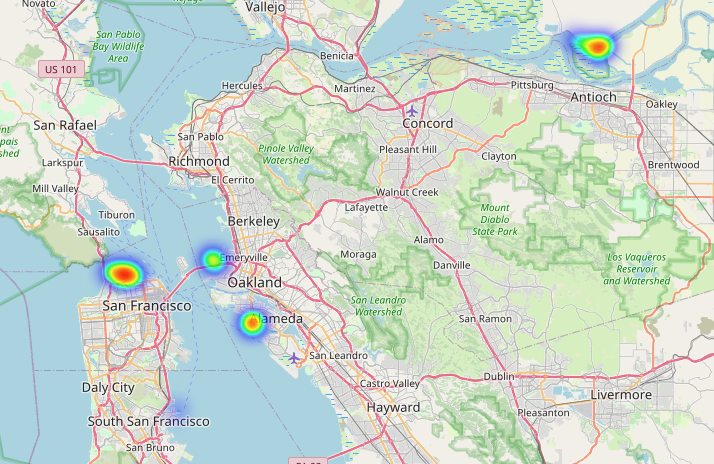 Novato
Vallejo
San Pablo
Bay Wildlife
Area
Benicia
US 101
Hercules
Martinez
Pittsburg
Antioch
Oakley
San Rafael
San Pablo
Concord
Pinole Valley
Watershed
Pleasant Hill
Clayton
Larkspur
Richmond
Brentwood
Mill Valley
El Cerrito
Walnut Creek
Lafayette
Tiburon
Berkeley
Mount
Diablo
State Park
Sausalito
Alamo
Emeryville
Moraga
Danville
Los Vaqueros
Reservoir
and Watershed
Oakland
San Francisco
San Leandro
Watershed
Alameda
San Ramon
San Leandro
Daly City
Castro Valley
Dublin
Livermore
Hayward
Pleasanton
South San Francisco
San Bruno